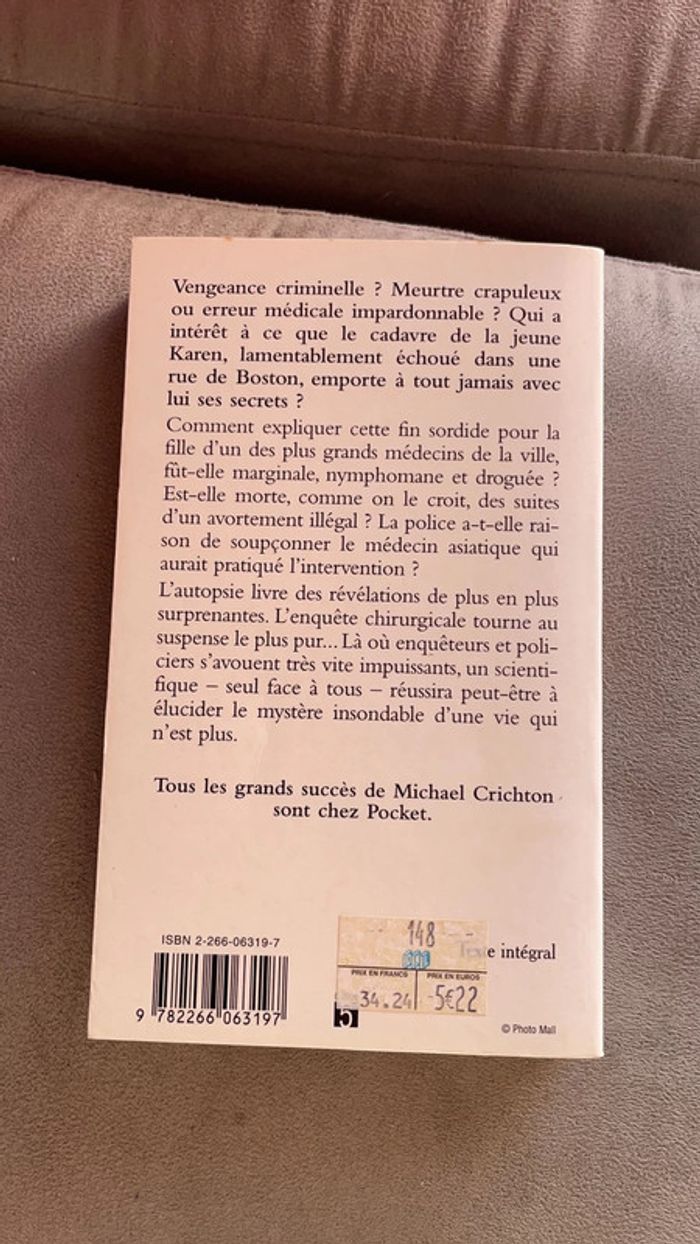 Vengeance criminelle ? Meurtre crapuleux
ou erreur médicale impardonnable ? Qui a
intérêt à ce que le cadavre de la jeune
Karen, lamentablement échoué dans une
rue de Boston, emporte à tout jamais avec
lui ses secrets ?
Comment expliquer cette fin sordide pour la
fille d'un des plus grands médecins de la ville,
fût-elle marginale, nymphomane et droguée ?
Est-elle morte, comme on le croit, des suites
d'un avortement illégal ? La police a-t-elle rai-
son de soupçonner le médecin asiatique qui
aurait pratiqué l'intervention ?
L'autopsie livre des révélations de plus en plus
surprenantes. L'enquête chirurgicale tourne au
suspense le plus pur... Là où enquêteurs et poli-
ciers s'avouent très vite impuissants, un scienti-
fique – seul face à tous – réussira peut-être à
élucider le mystère insondable d'une vie qui
n'est plus.
Tous les grands succès de Michael Crichton
sont chez Pocket.
ISBN 2-266-06319-7
9 782266 063197
148
Texte intégral
PRIX EN FRANCS PRIX EN EUROS
34.24 5€22
5
© Photo Mall